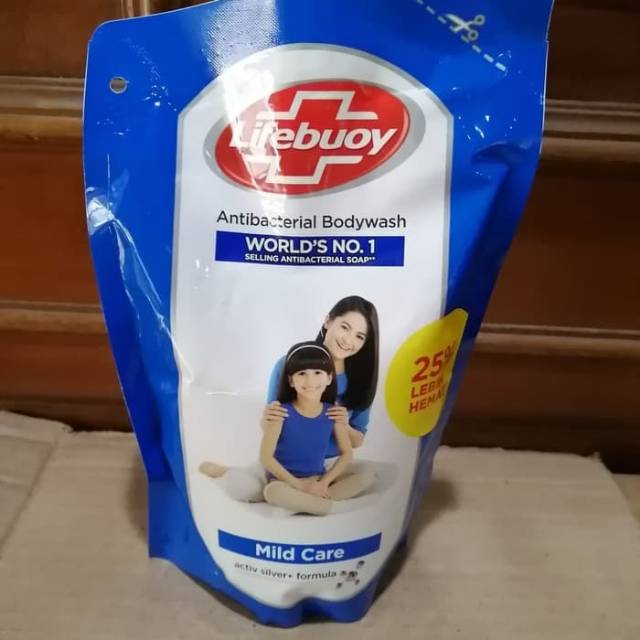 Lifebuoy
Antibacterial Bodywash
WORLD'S NO. 1
SELLING ANTIBACTERIAL SOAP**
25%
LEBIH
HEMAT
Mild Care
activ silver+ formula